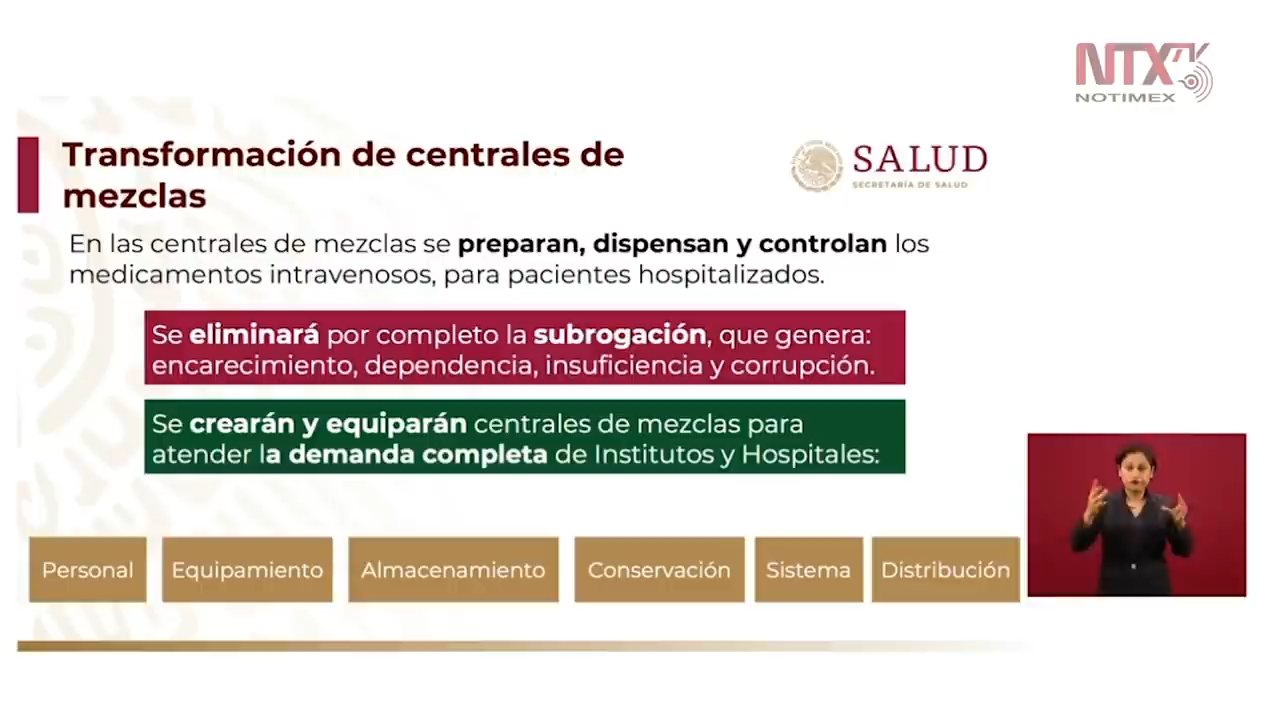 NTX
NOTIMEX
Transformación de centrales de
mezclas
SALUD
SECRETARÍA DE SALUD
En las centrales de mezclas se preparan, dispensan y controlan los
medicamentos intravenosos, para pacientes hospitalizados.
Se eliminará por completo la subrogación, que genera:
encarecimiento, dependencia, insuficiencia y corrupción.
Se crearán y equiparán centrales de mezclas para
atender la demanda completa de Institutos y Hospitales:
Personal
Equipamiento
Almacenamiento
Conservación
Sistema
Distribución